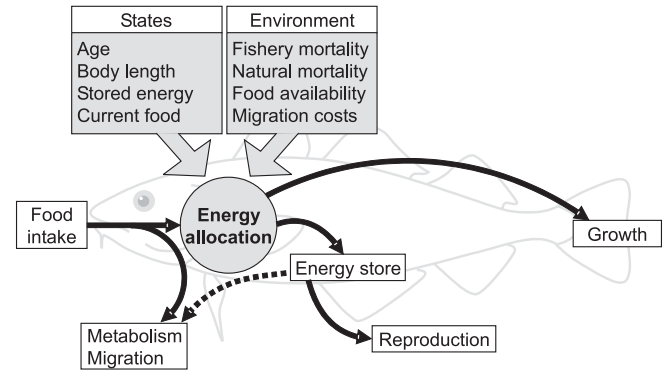 States
Age
Body length
Stored energy
Current food
Environment
Fishery mortality
Natural mortality
Food availability
Migration costs
Food
intake
Energy
allocation
Growth
Energy store
Metabolism
Migration
Reproduction